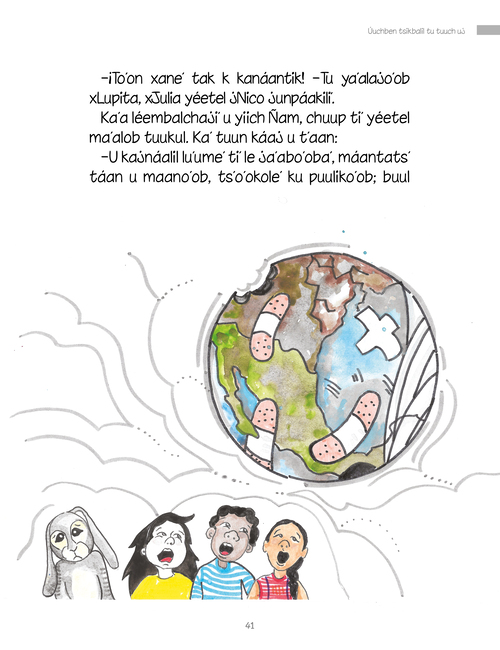 Úuchben tsikbalil tu tuuch uj
–¡To'on xane' tak k kanáantik! –Tu ya'alajo'ob
xLupita, xJulia yéetel jNico junpáakili'.
Ka'a léembalchaji' u yiich Ñam, chuup ti' yéetel
ma'alob tuukul. Ka' tuun káaj u t'aan:
–U kajnáalil lu'ume' ti' le ja'abo'oba', máantats'
táan u maano'ob, ts'o'okole' ku puuliko'ob; buul
41